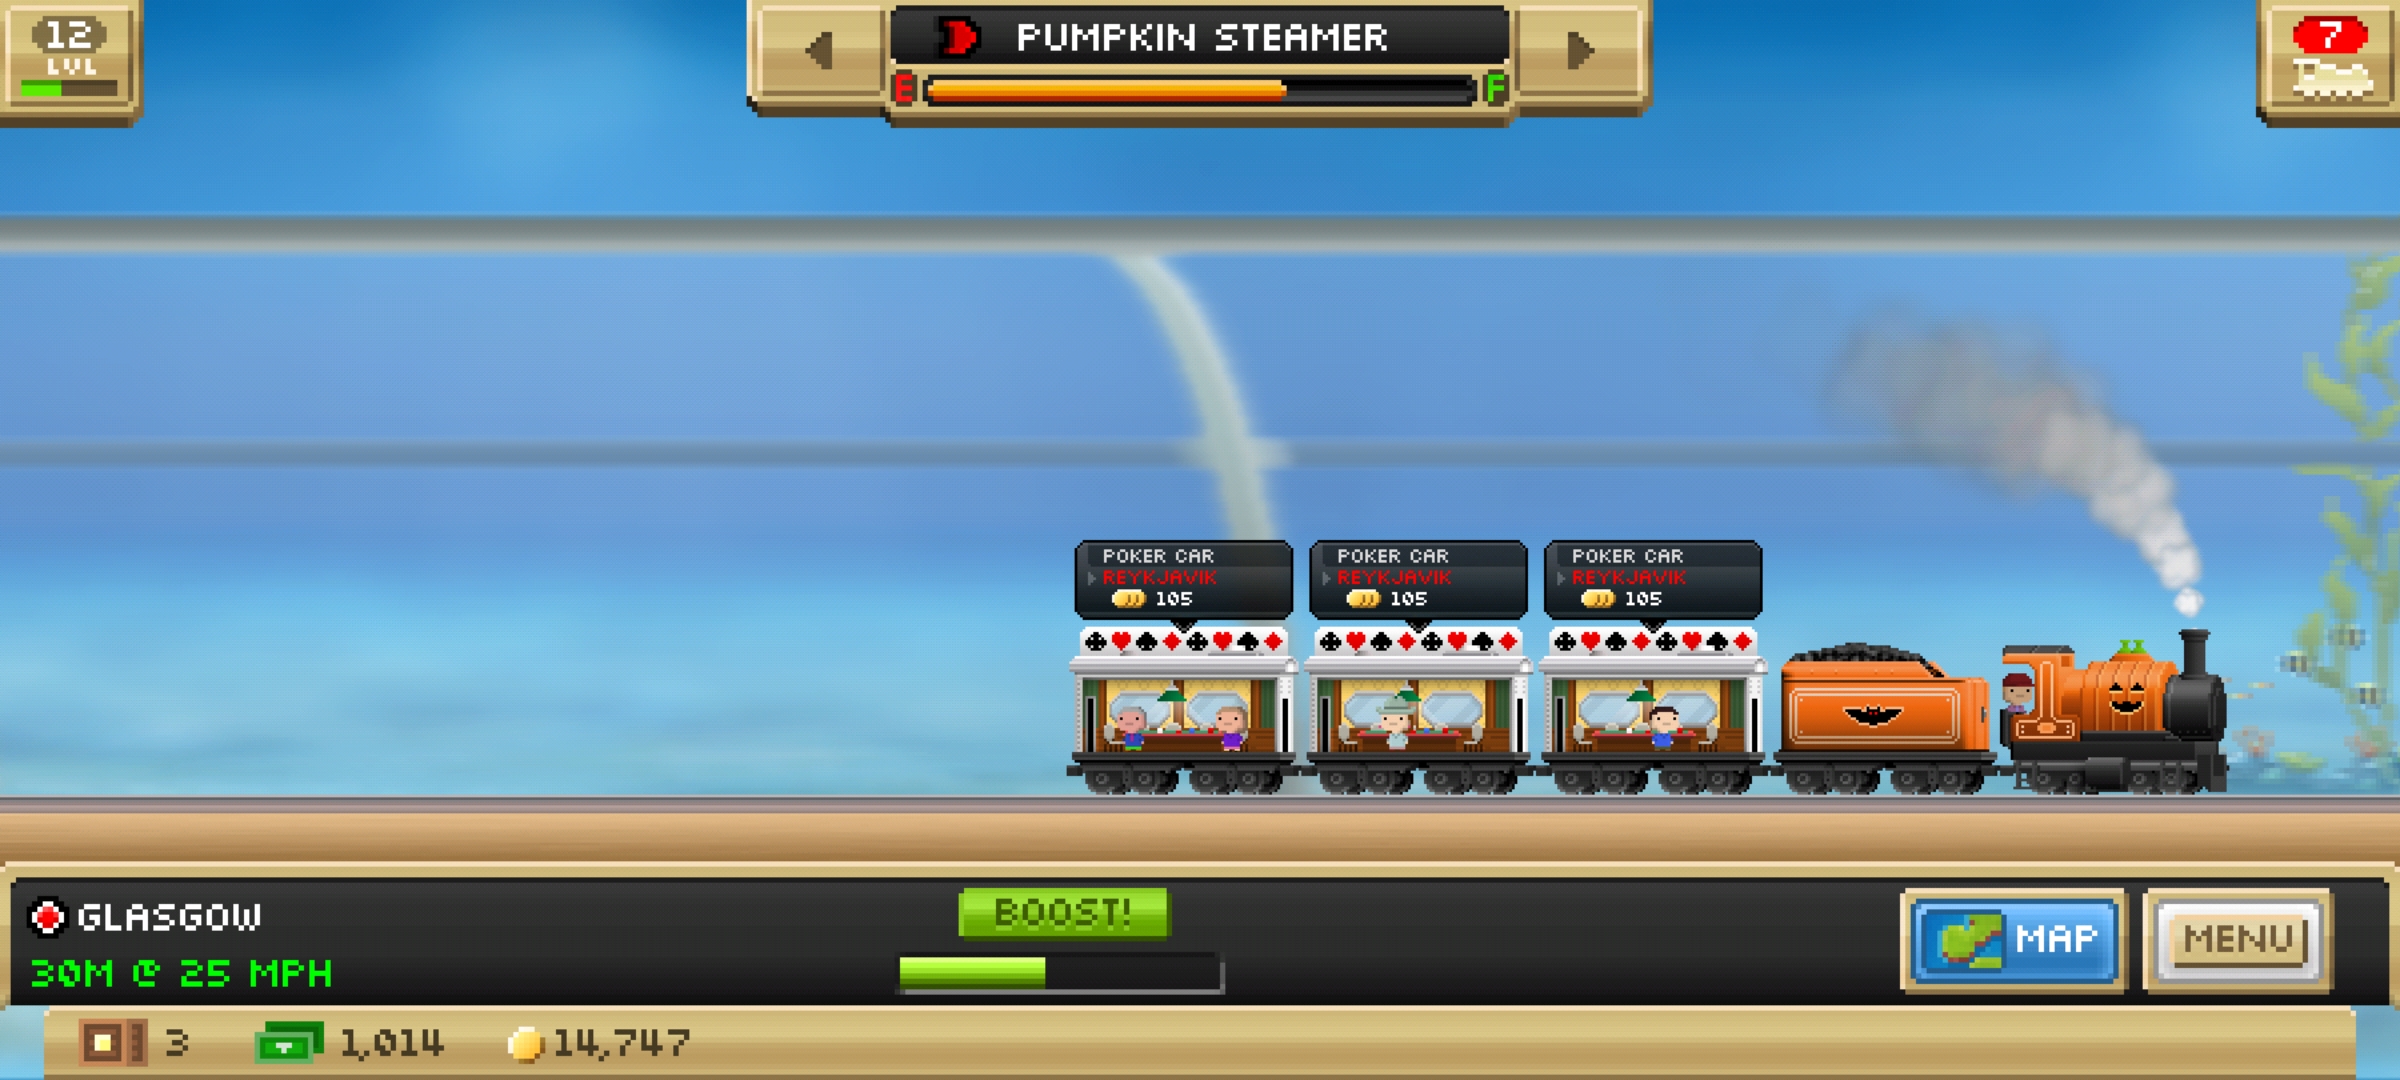 12
LVL
PUMPKIN STEAMER
E
F
7
POKER CAR
REYKJAVIK
105
POKER CAR
REYKJAVIK
105
POKER CAR
REYKJAVIK
105
GLASGOW
30M @ 25 MPH
BOOST!
MAP
MENU
3
1,014
14,747